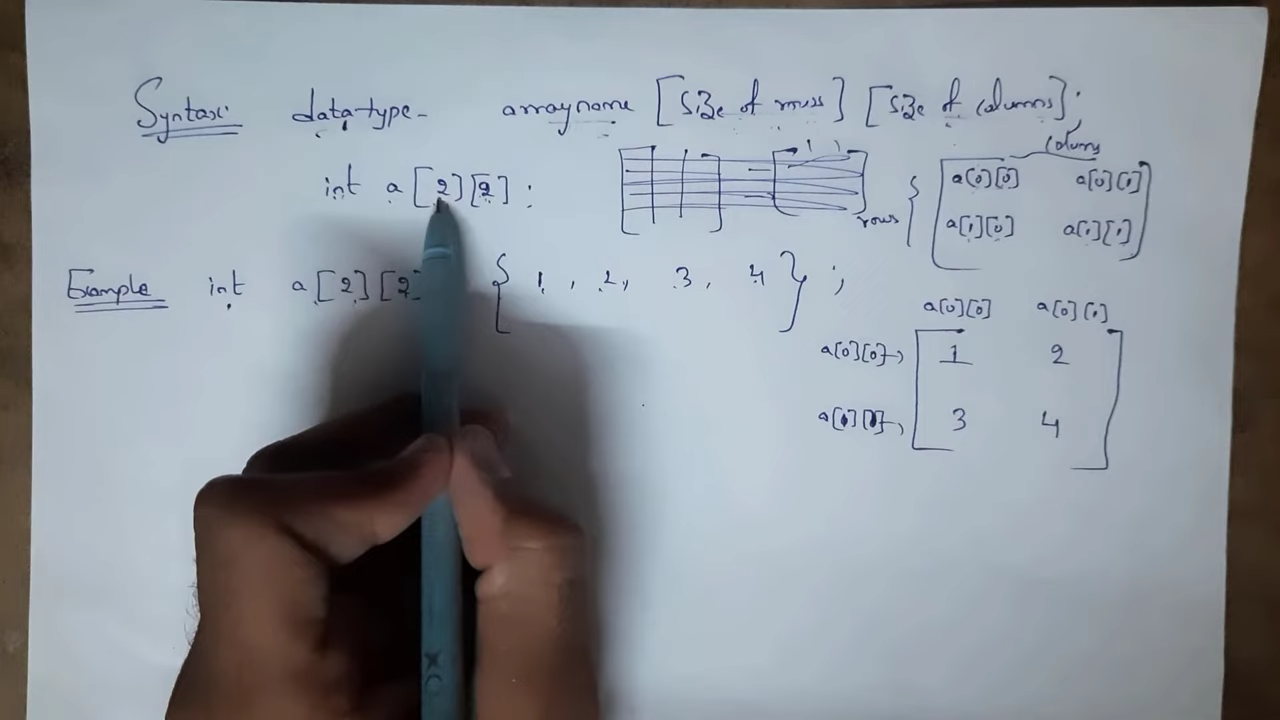 Syntax: data-type arrayname [Size of rows] [Size of columns];
int a[2][2];
columns
rows { a[0][0] a[0][1]
a[1][0] a[1][1]
Example int a[2][2 { 1, 2, 3, 4 } ;
a[0][0] a[0][1]
a[0][0]→ 1 2
3 4